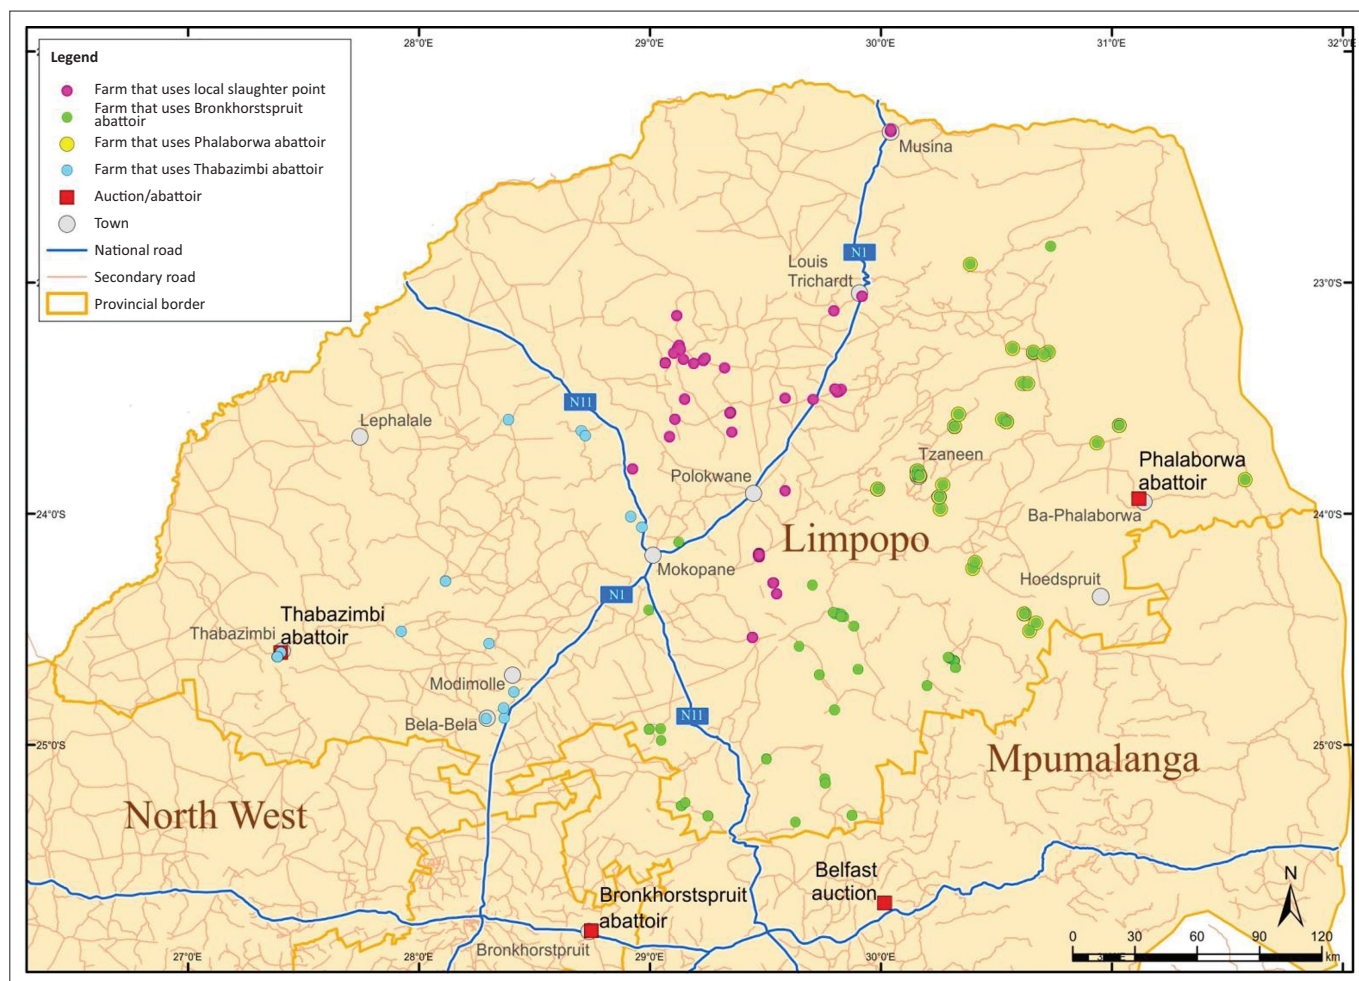 28°0'E
29°0'E
30°0'E
31°0'E
32°0'E
Legend
Farm that uses local slaughter point
Farm that uses Bronkhorstspruit
abattoir
Farm that uses Phalaborwa abattoir
Farm that uses Thabazimbi abattoir
Auction/abattoir
Town
National road
Secondary road
Provincial border
Musina
N1
Louis
Trichardt
23°0'S
N11
Lephalale
Tzaneen
Polokwane
Phalaborwa
abattoir
24°0'S
24°0'S
Ba-Phalaborwa
Limpopo
Mokopane
Hoedspruit
N1
Thabazimbi
abattoir
Thabazimbi
Modimolle
N11
Bela-Bela
25°0'S
25°0'S
Mpumalanga
North West
Belfast
auction
Bronkhorstspruit
abattoir
Bronkhorstpruit
N
0 30 60 90 120
km
27°0'E
28°0'E
29°0'E
30°0'E